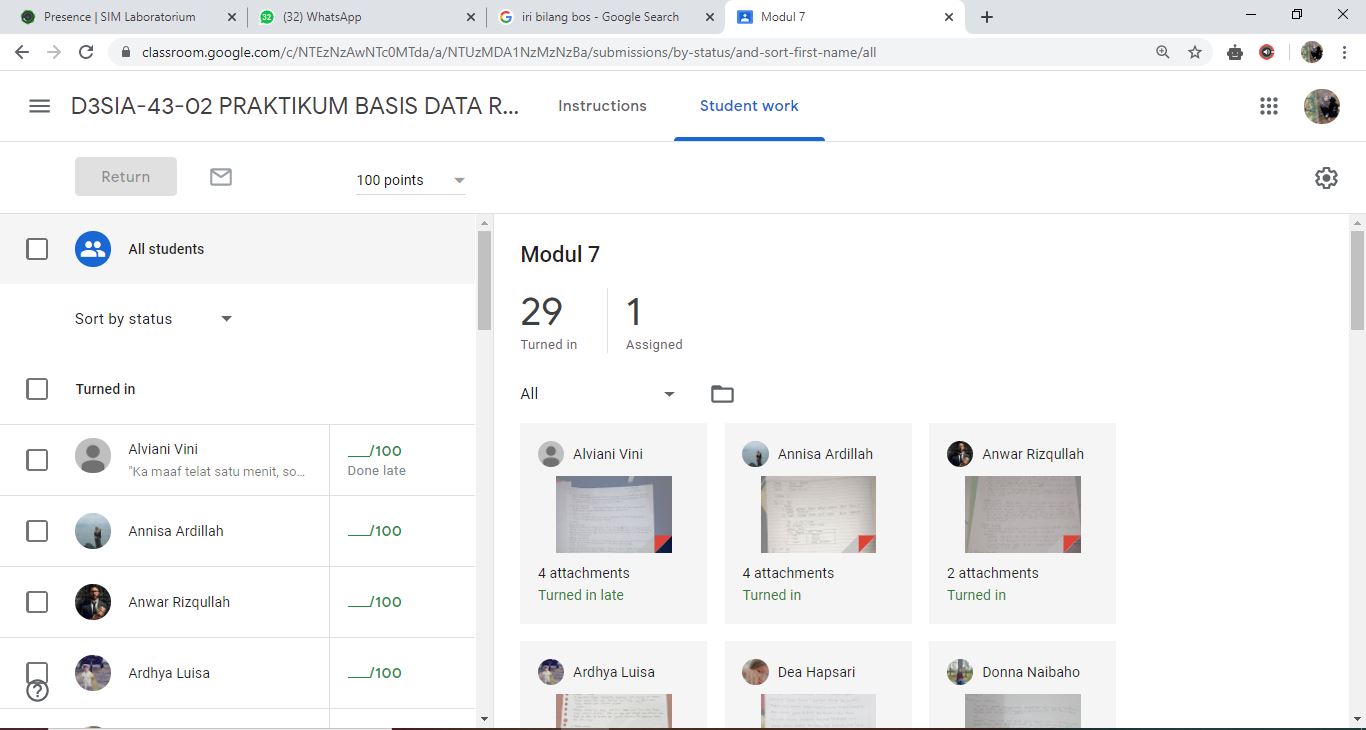 Presence | SIM Laboratorium
(32) WhatsApp
iri bilang bos - Google Search
Modul 7
classroom.google.com/c/NTEzNzAwNTc0MTda/a/NTUzMDA1NzMzNzBa/submissions/by-status/and-sort-first-name/all
D3SIA-43-02 PRAKTIKUM BASIS DATA R...
Instructions
Student work
Return
100 points
All students
Sort by status
Turned in
Alviani Vini
"Ka maaf telat satu menit, so...
__/100
Done late
Annisa Ardillah
__/100
Anwar Rizqullah
__/100
Ardhya Luisa
__/100
Modul 7
29
Turned in
1
Assigned
All
Alviani Vini
4 attachments
Turned in late
Annisa Ardillah
4 attachments
Turned in
Anwar Rizqullah
2 attachments
Turned in
Ardhya Luisa
Dea Hapsari
Donna Naibaho